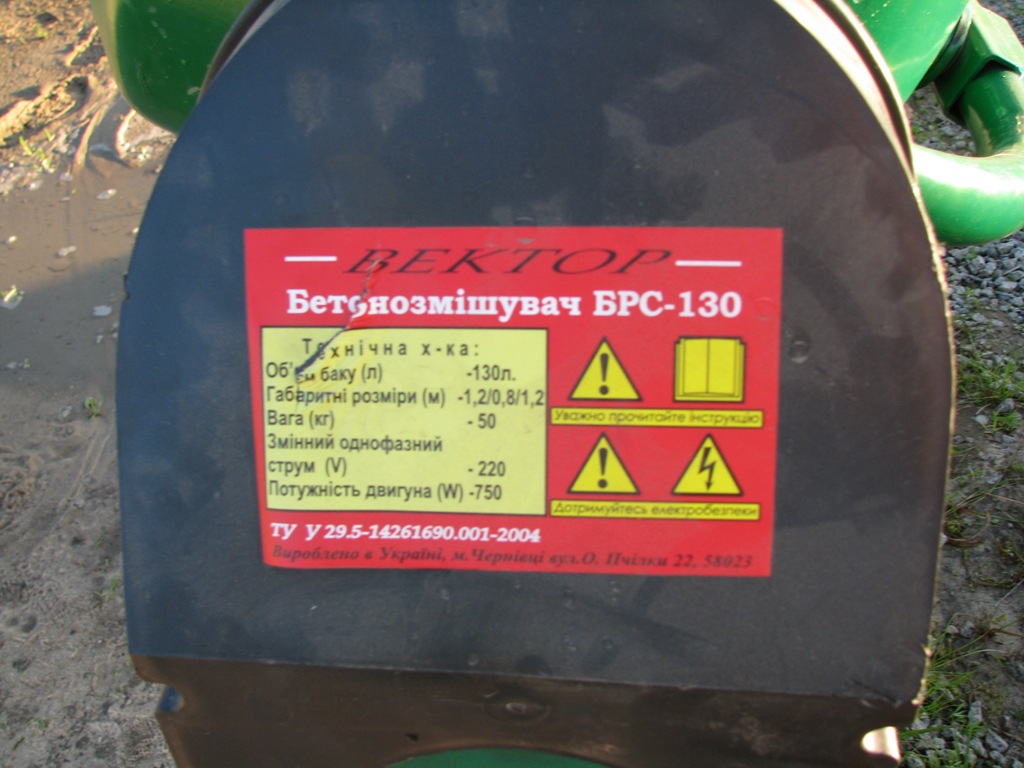 ВЕКТОР
Бетонозмішувач БРС-130
Технічна х-ка:
Об'єм баку (л) -130л.
Габаритні розміри (м) -1,2/0,8/1,2
Вага (кг) - 50
Змінний однофазний
струм (V) - 220
Потужність двигуна (W) -750
Уважно прочитайте інструкцію
Дотримуйтесь електробезпеки
ТУ У 29.5-14261690.001-2004
Вироблено в Україні, м.Чернівці вул.О. Пчілки 22, 58023